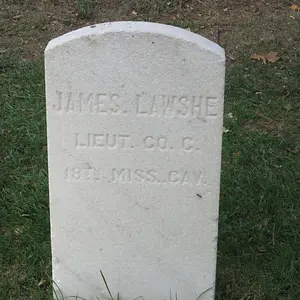 JAMES. LAWSHE
LIEUT. CO. C.
18TH MISS. CAV.